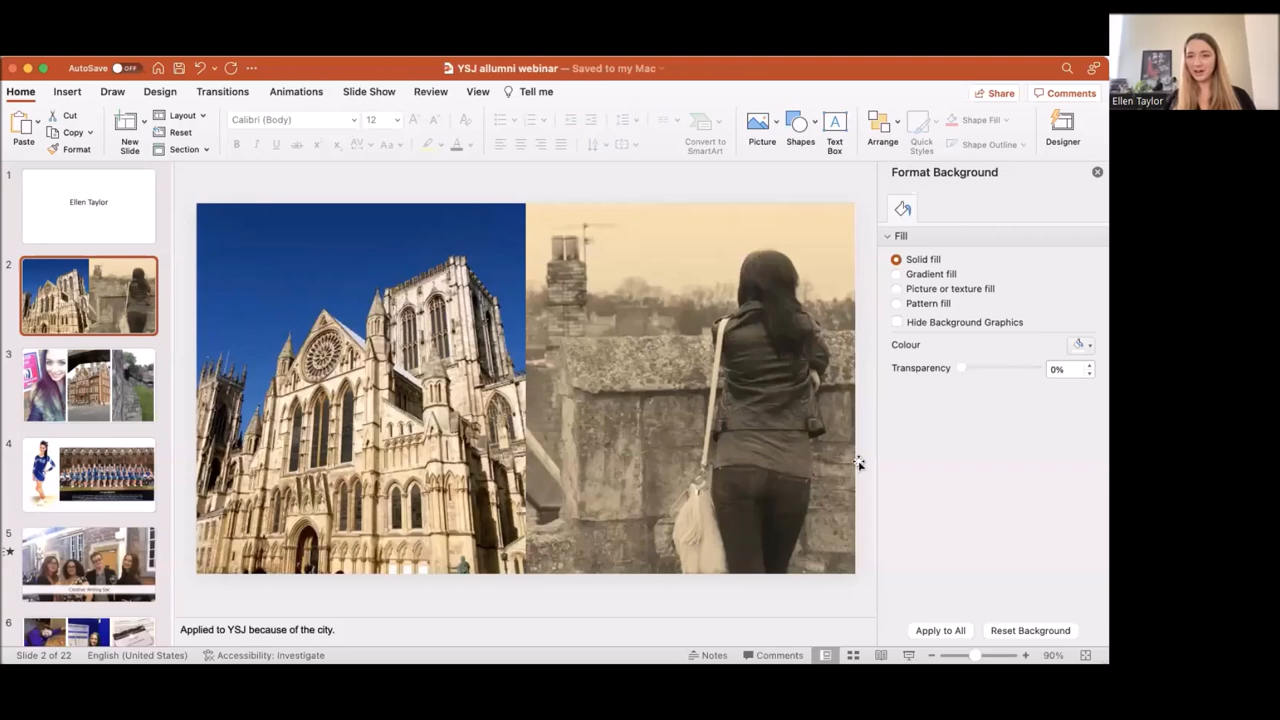 AutoSave OFF
YSJ allumni webinar — Saved to my Mac
Ellen Taylor
Home Insert Draw Design Transitions Animations Slide Show Review View Tell me
Share Comments
Paste
Cut
Copy
Format
New Slide
Layout
Reset
Section
Calibri (Body) 12
Convert to SmartArt
Picture
Shapes
Text Box
Arrange
Quick Styles
Shape Fill
Shape Outline
Designer
1
Ellen Taylor
2
3
4
5
Creative Writing Soc
6
Format Background
Fill
Solid fill
Gradient fill
Picture or texture fill
Pattern fill
Hide Background Graphics
Colour
Transparency 0%
Apply to All Reset Background
Applied to YSJ because of the city.
Slide 2 of 22 English (United States) Accessibility: Investigate Notes Comments 90%